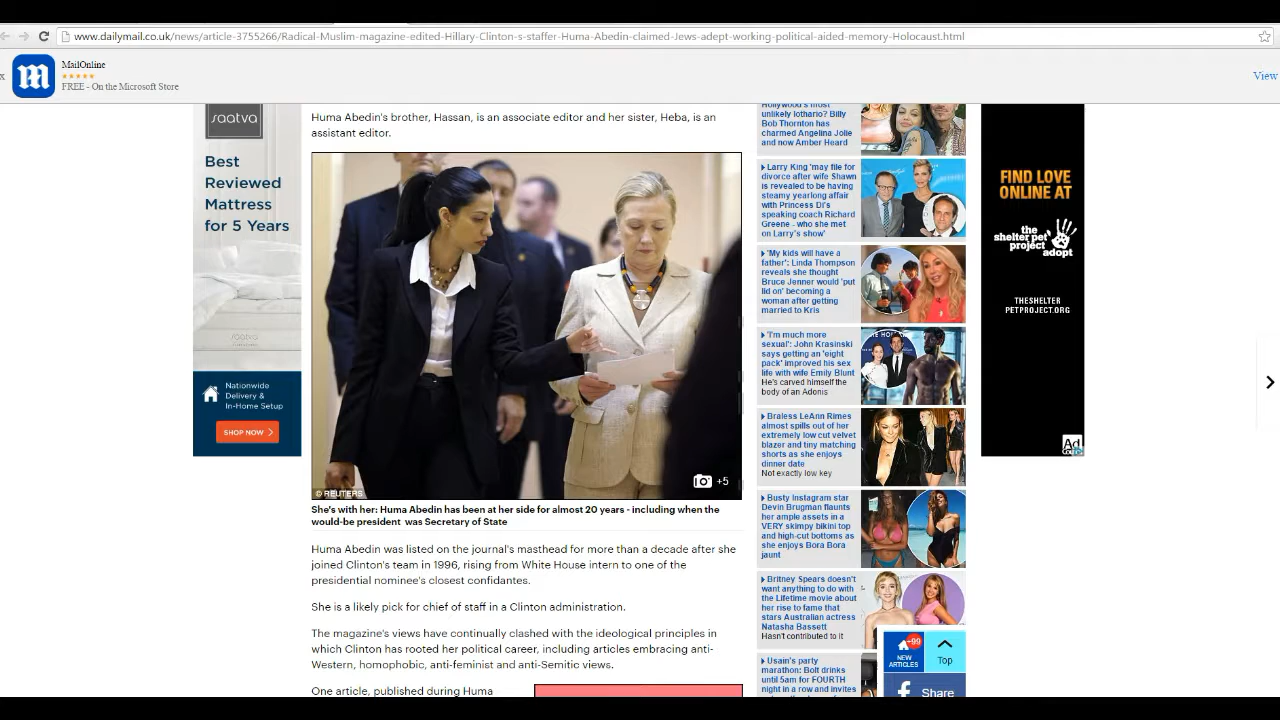 www.dailymail.co.uk/news/article-3755266/Radical-Muslim-magazine-edited-Hillary-Clinton-s-staffer-Huma-Abedin-claimed-Jews-adept-working-political-aided-memory-Holocaust.html
x
MailOnline
FREE - On the Microsoft Store
View
saatva
Best
Reviewed
Mattress
for 5 Years
saatva
Nationwide
Delivery &
In-Home Setup
SHOP NOW
Huma Abedin's brother, Hassan, is an associate editor and her sister, Heba, is an
assistant editor.
+5
© REUTERS
She's with her: Huma Abedin has been at her side for almost 20 years - including when the
would-be president was Secretary of State
Huma Abedin was listed on the journal's masthead for more than a decade after she
joined Clinton's team in 1996, rising from White House intern to one of the
presidential nominee's closest confidantes.
She is a likely pick for chief of staff in a Clinton administration.
The magazine's views have continually clashed with the ideological principles in
which Clinton has rooted her political career, including articles embracing anti-
Western, homophobic, anti-feminist and anti-Semitic views.
One article, published during Huma
Hollywood's most
unlikely lothario? Billy
Bob Thornton has
charmed Angelina Jolie
and now Amber Heard
Larry King 'may file for
divorce after wife Shawn
is revealed to be having
steamy yearlong affair
with Princess Di's
speaking coach Richard
Greene - who she
met on Larry's show'
'My kids will have a
father': Linda Thompson
reveals she thought
Bruce Jenner would 'put
lid on' becoming a
woman after getting
married to Kris
'I'm much more
sexual': John Krasinski
says getting an 'eight
pack' improved his sex
life with wife Emily Blunt
He's carved himself the
body of an Adonis
Braless LeAnn Rimes
almost spills out of her
extremely low cut velvet
blazer and tiny matching
shorts as she enjoys
dinner date
Not exactly low key
Busty Instagram star
Devin Brugman flaunts
her ample assets in a
VERY skimpy bikini top
and high-cut bottoms as
she enjoys Bora Bora
jaunt
Britney Spears doesn't
want anything to do with
the Lifetime movie about
her rise to fame that
stars Australian actress
Natasha Bassett
Hasn't contributed to it
Usain's party
marathon: Bolt drinks
until 5am for FOURTH
night in a row and invites
+99
NEW
ARTICLES
Top
Share
FIND LOVE
ONLINE AT
the
shelter pet
project
adopt
THESHELTER
PETPROJECT.ORG
Ad